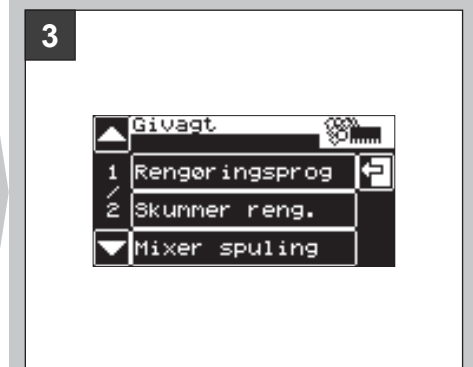 3
Givagt
1
/
2
Rengøringsprog
Skummer reng.
Mixer spuling